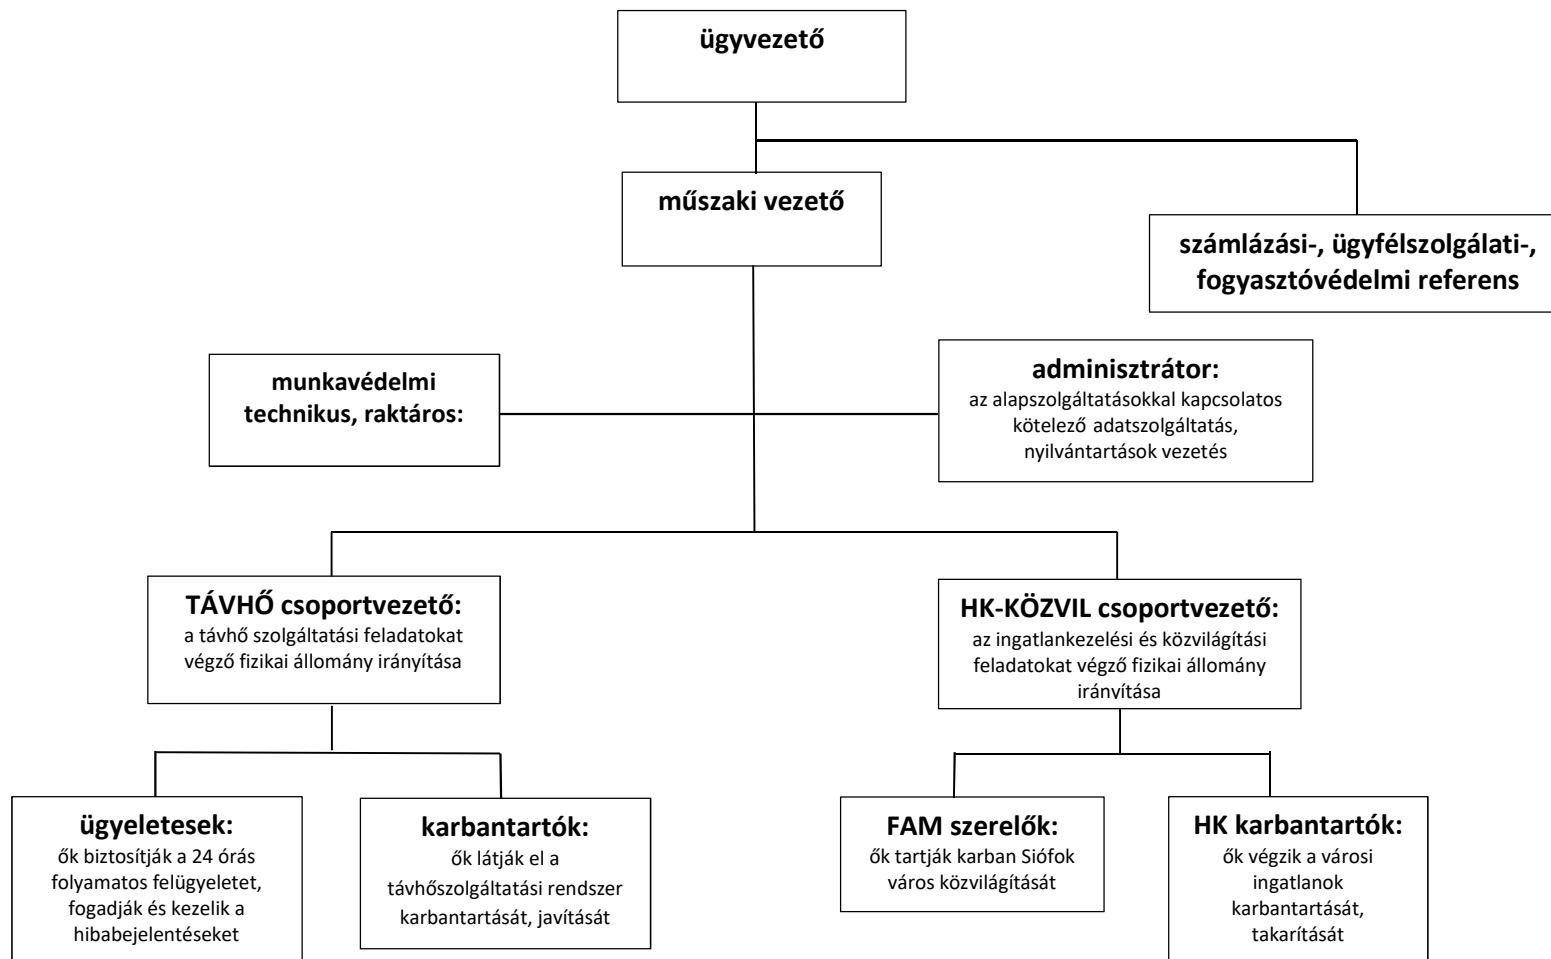 ügyvezető
műszaki vezető
számlázási-, ügyfélszolgálati-,
fogyasztóvédelmi referens
munkavédelmi
technikus, raktáros:
adminisztrátor:
az alapszolgáltatásokkal kapcsolatos
kötelező adatszolgáltatás,
nyilvántartások vezetés
TÁVHŐ csoportvezető:
a távhő szolgáltatási feladatokat
végző fizikai állomány irányítása
HK-KÖZVIL csoportvezető:
az ingatlankezelési és közvilágítási
feladatokat végző fizikai állomány
irányítása
ügyeletesek:
ők biztosítják a 24 órás
folyamatos felügyeletet,
fogadják és kezelik a
hibabejelentéseket
karbantartók:
ők látják el a
távhőszolgáltatási rendszer
karbantartását, javítását
FAM szerelők:
ők tartják karban Siófok
város közvilágítását
HK karbantartók:
ők végzik a városi
ingatlanok
karbantartását,
takarítását